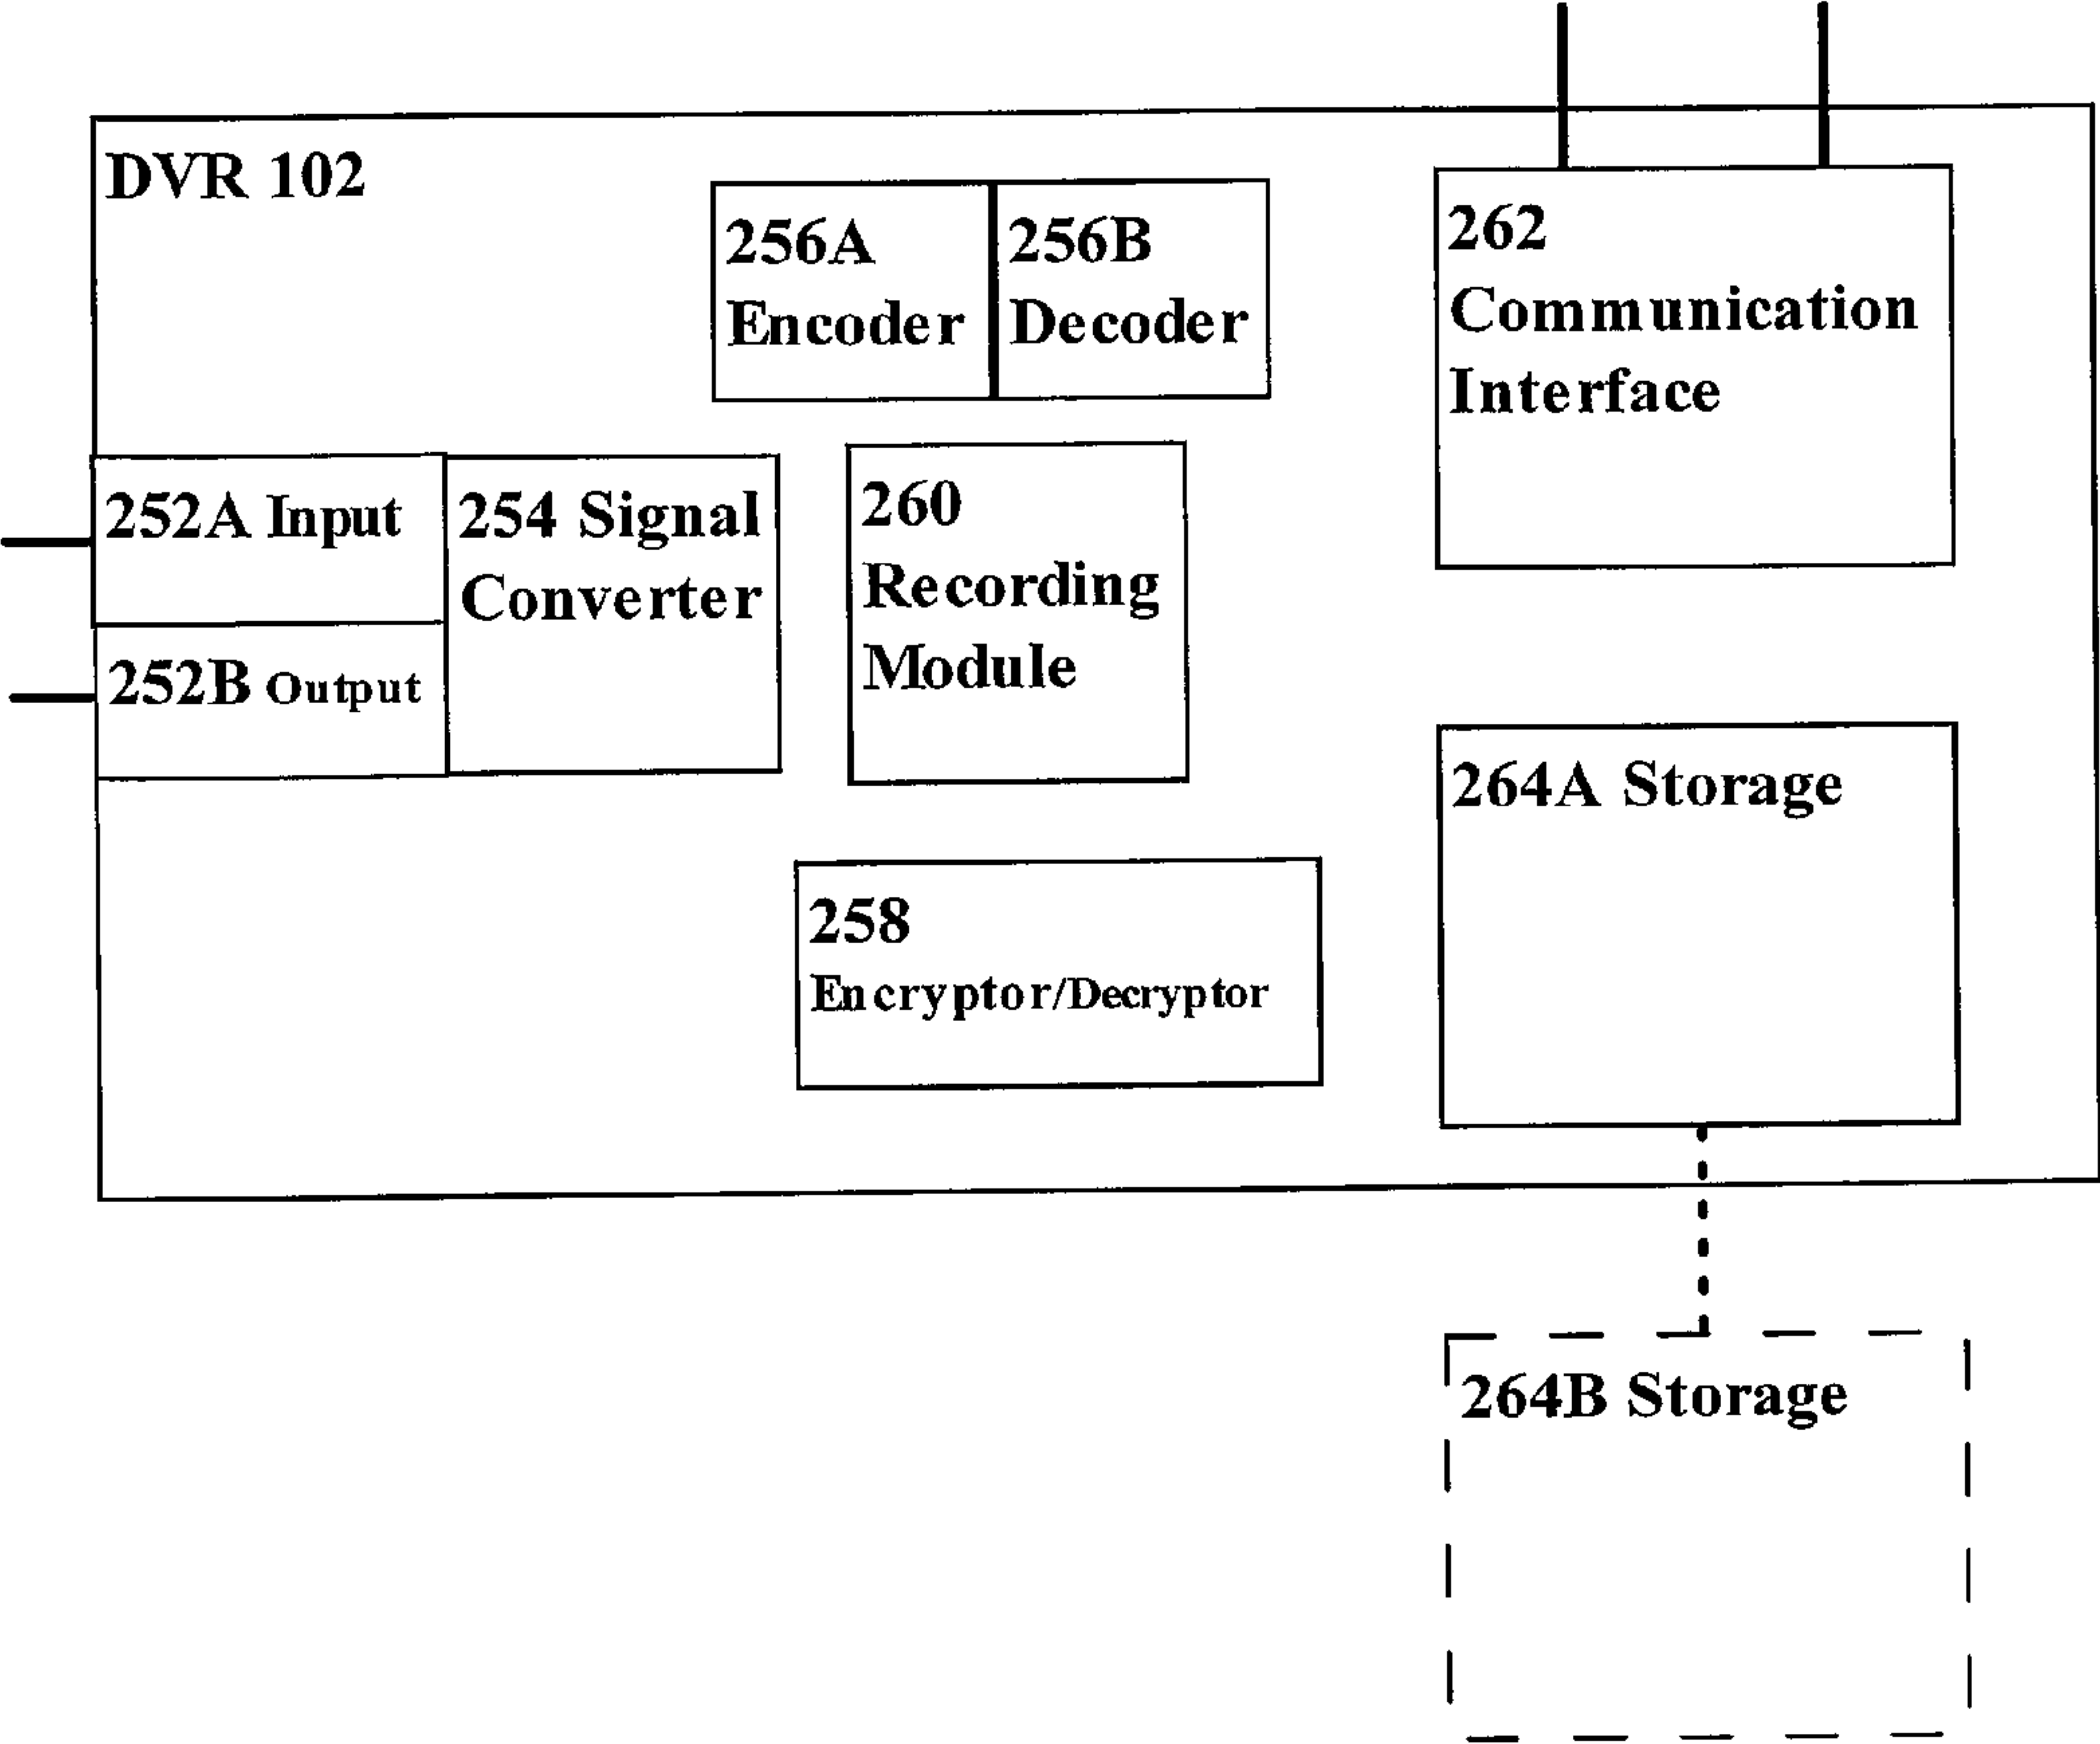 DVR 102
256A
Encoder
256B
Decoder
262
Communication
Interface
252A Input
252B Output
254 Signal
Converter
260
Recording
Module
264A Storage
258
Encryptor/Decryptor
264B Storage